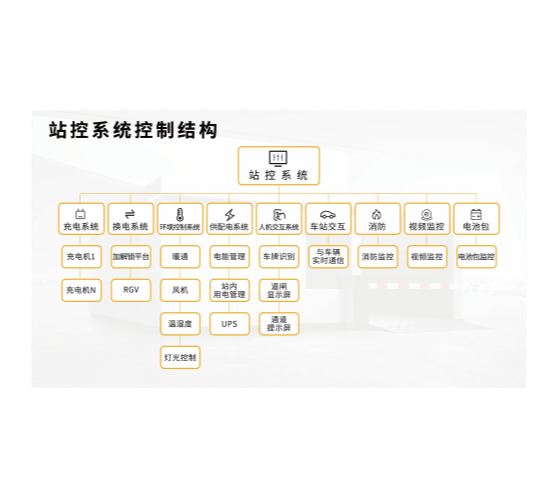 站控系统控制结构
站控系统
充电系统
换电系统
环境控制系统
供配电系统
人机交互系统
车站交互
消防
视频监控
电池包
充电机1
加解锁平台
暖通
电能管理
车牌识别
与车辆
实时通信
消防监控
视频监控
电池包监控
充电机N
RGV
风机
站内
用电管理
道闸
显示屏
温湿度
UPS
通道
提示屏
灯光控制